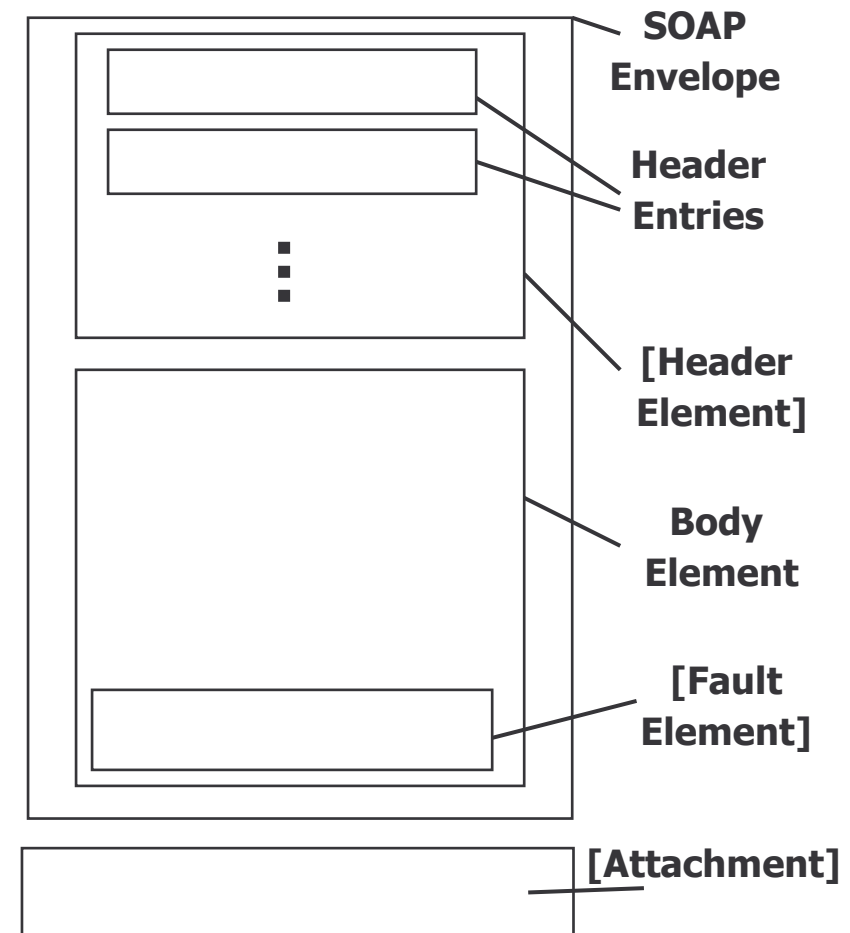 SOAP
Envelope
Header
Entries
[Header
Element]
Body
Element
[Fault
Element]
[Attachment]